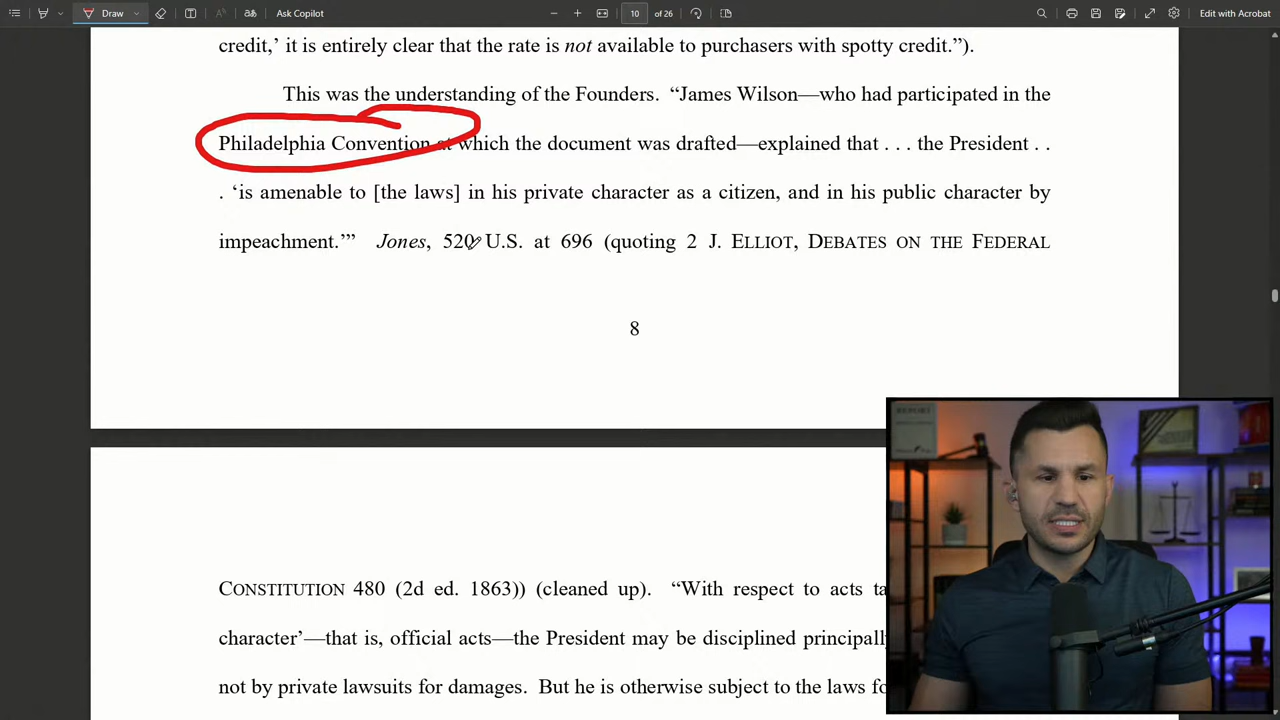 Draw
Ask Copilot
10 of 26
Edit with Acrobat
credit,’ it is entirely clear that the rate is not available to purchasers with spotty credit.”).
This was the understanding of the Founders. “James Wilson—who had participated in the
Philadelphia Convention at which the document was drafted—explained that . . . the President . .
. ‘is amenable to [the laws] in his private character as a citizen, and in his public character by
impeachment.’” Jones, 520 U.S. at 696 (quoting 2 J. ELLIOT, DEBATES ON THE FEDERAL
8
CONSTITUTION 480 (2d ed. 1863)) (cleaned up). “With respect to acts
character’—that is, official acts—the President may be disciplined
not by private lawsuits for damages. But he is otherwise subject to the laws